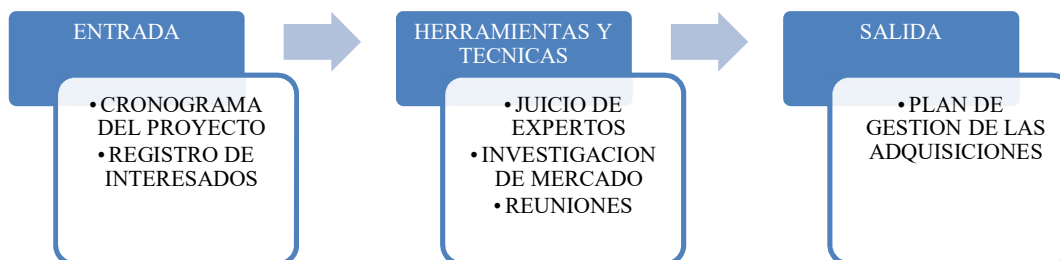 ENTRADA
• CRONOGRAMA
DEL PROYECTO
• REGISTRO DE
INTERESADOS
HERRAMIENTAS Y
TECNICAS
• JUICIO DE
EXPERTOS
• INVESTIGACION
DE MERCADO
• REUNIONES
SALIDA
• PLAN DE
GESTION DE LAS
ADQUISICIONES